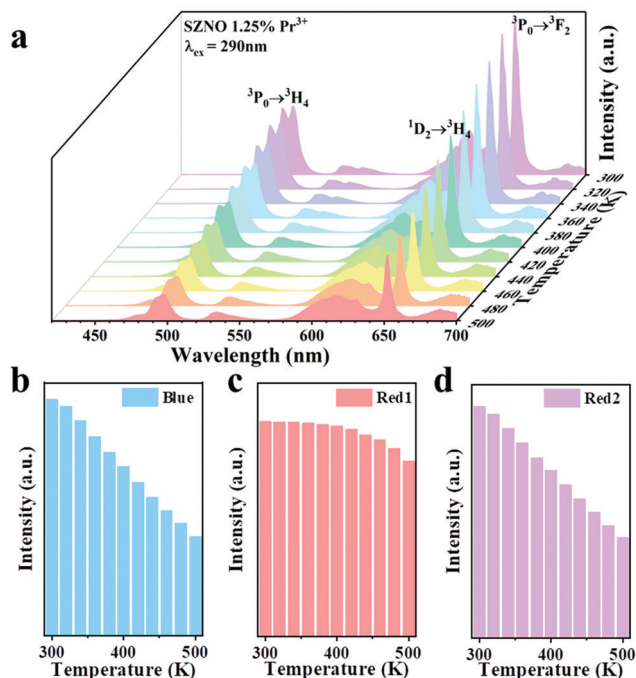 a
SZNO 1.25% Pr³⁺
λₑₓ = 290nm
³P₀→³H₄
¹D₂→³H₄
³P₀→³F₂
Intensity (a.u.)
300
320
340
360
380
400
420
440
460
480
500
Temperature (K)
450 500 550 600 650 700
Wavelength (nm)
b
Blue
Intensity (a.u.)
300 400 500
Temperature (K)
c
Red1
Intensity (a.u.)
300 400 500
Temperature (K)
d
Red2
Intensity (a.u.)
300 400 500
Temperature (K)